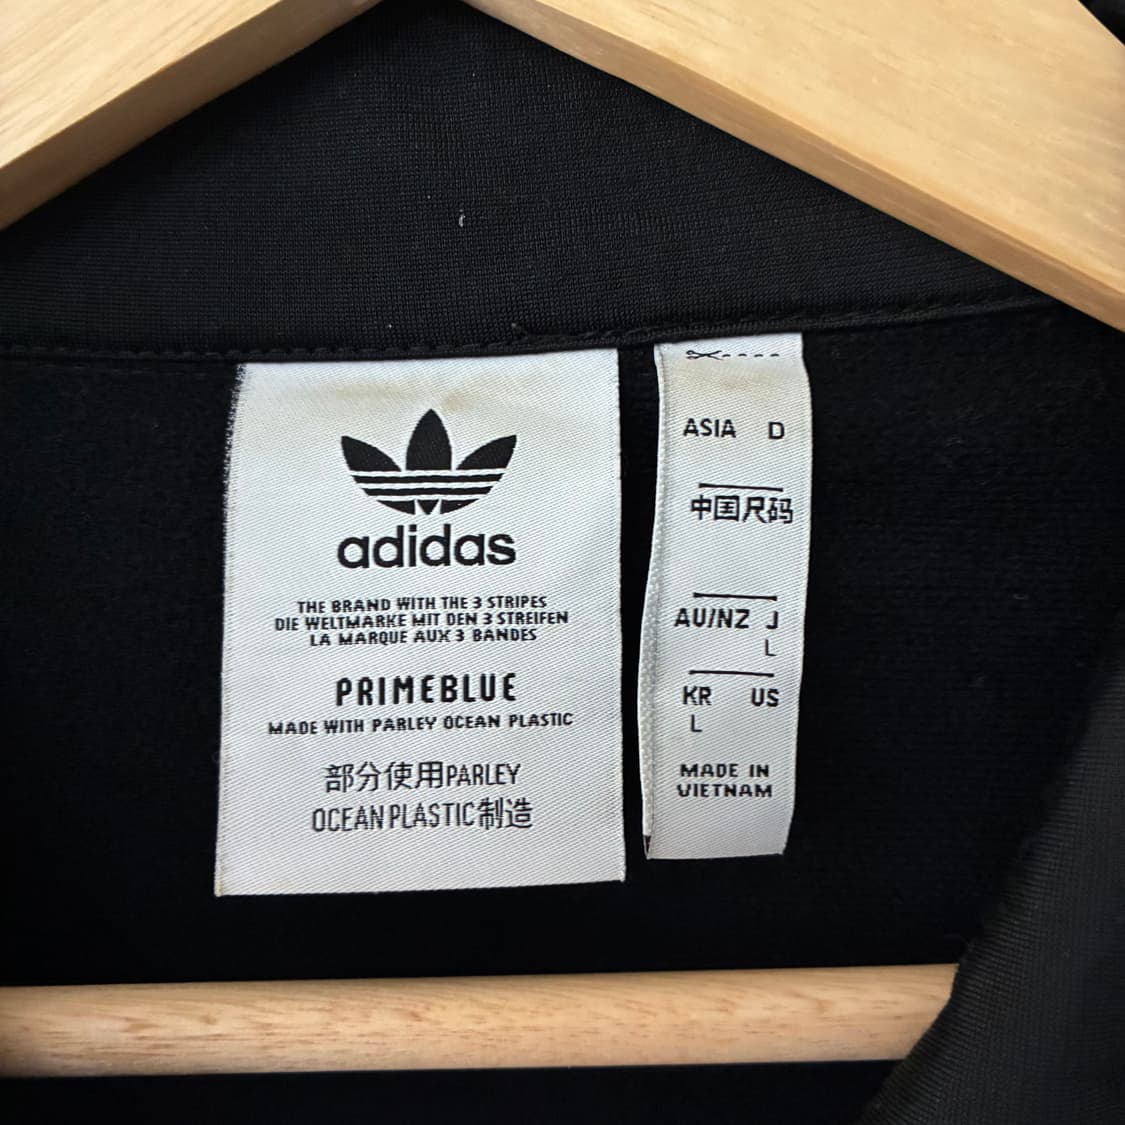 adidas
THE BRAND WITH THE 3 STRIPES
DIE WELTMARKE MIT DEN 3 STREIFEN
LA MARQUE AUX 3 BANDES
PRIMEBLUE
MADE WITH PARLEY OCEAN PLASTIC
部分使用PARLEY
OCEAN PLASTIC制造
ASIA D
中国尺码
AU/NZ J
L
KR US
L
MADE IN
VIETNAM